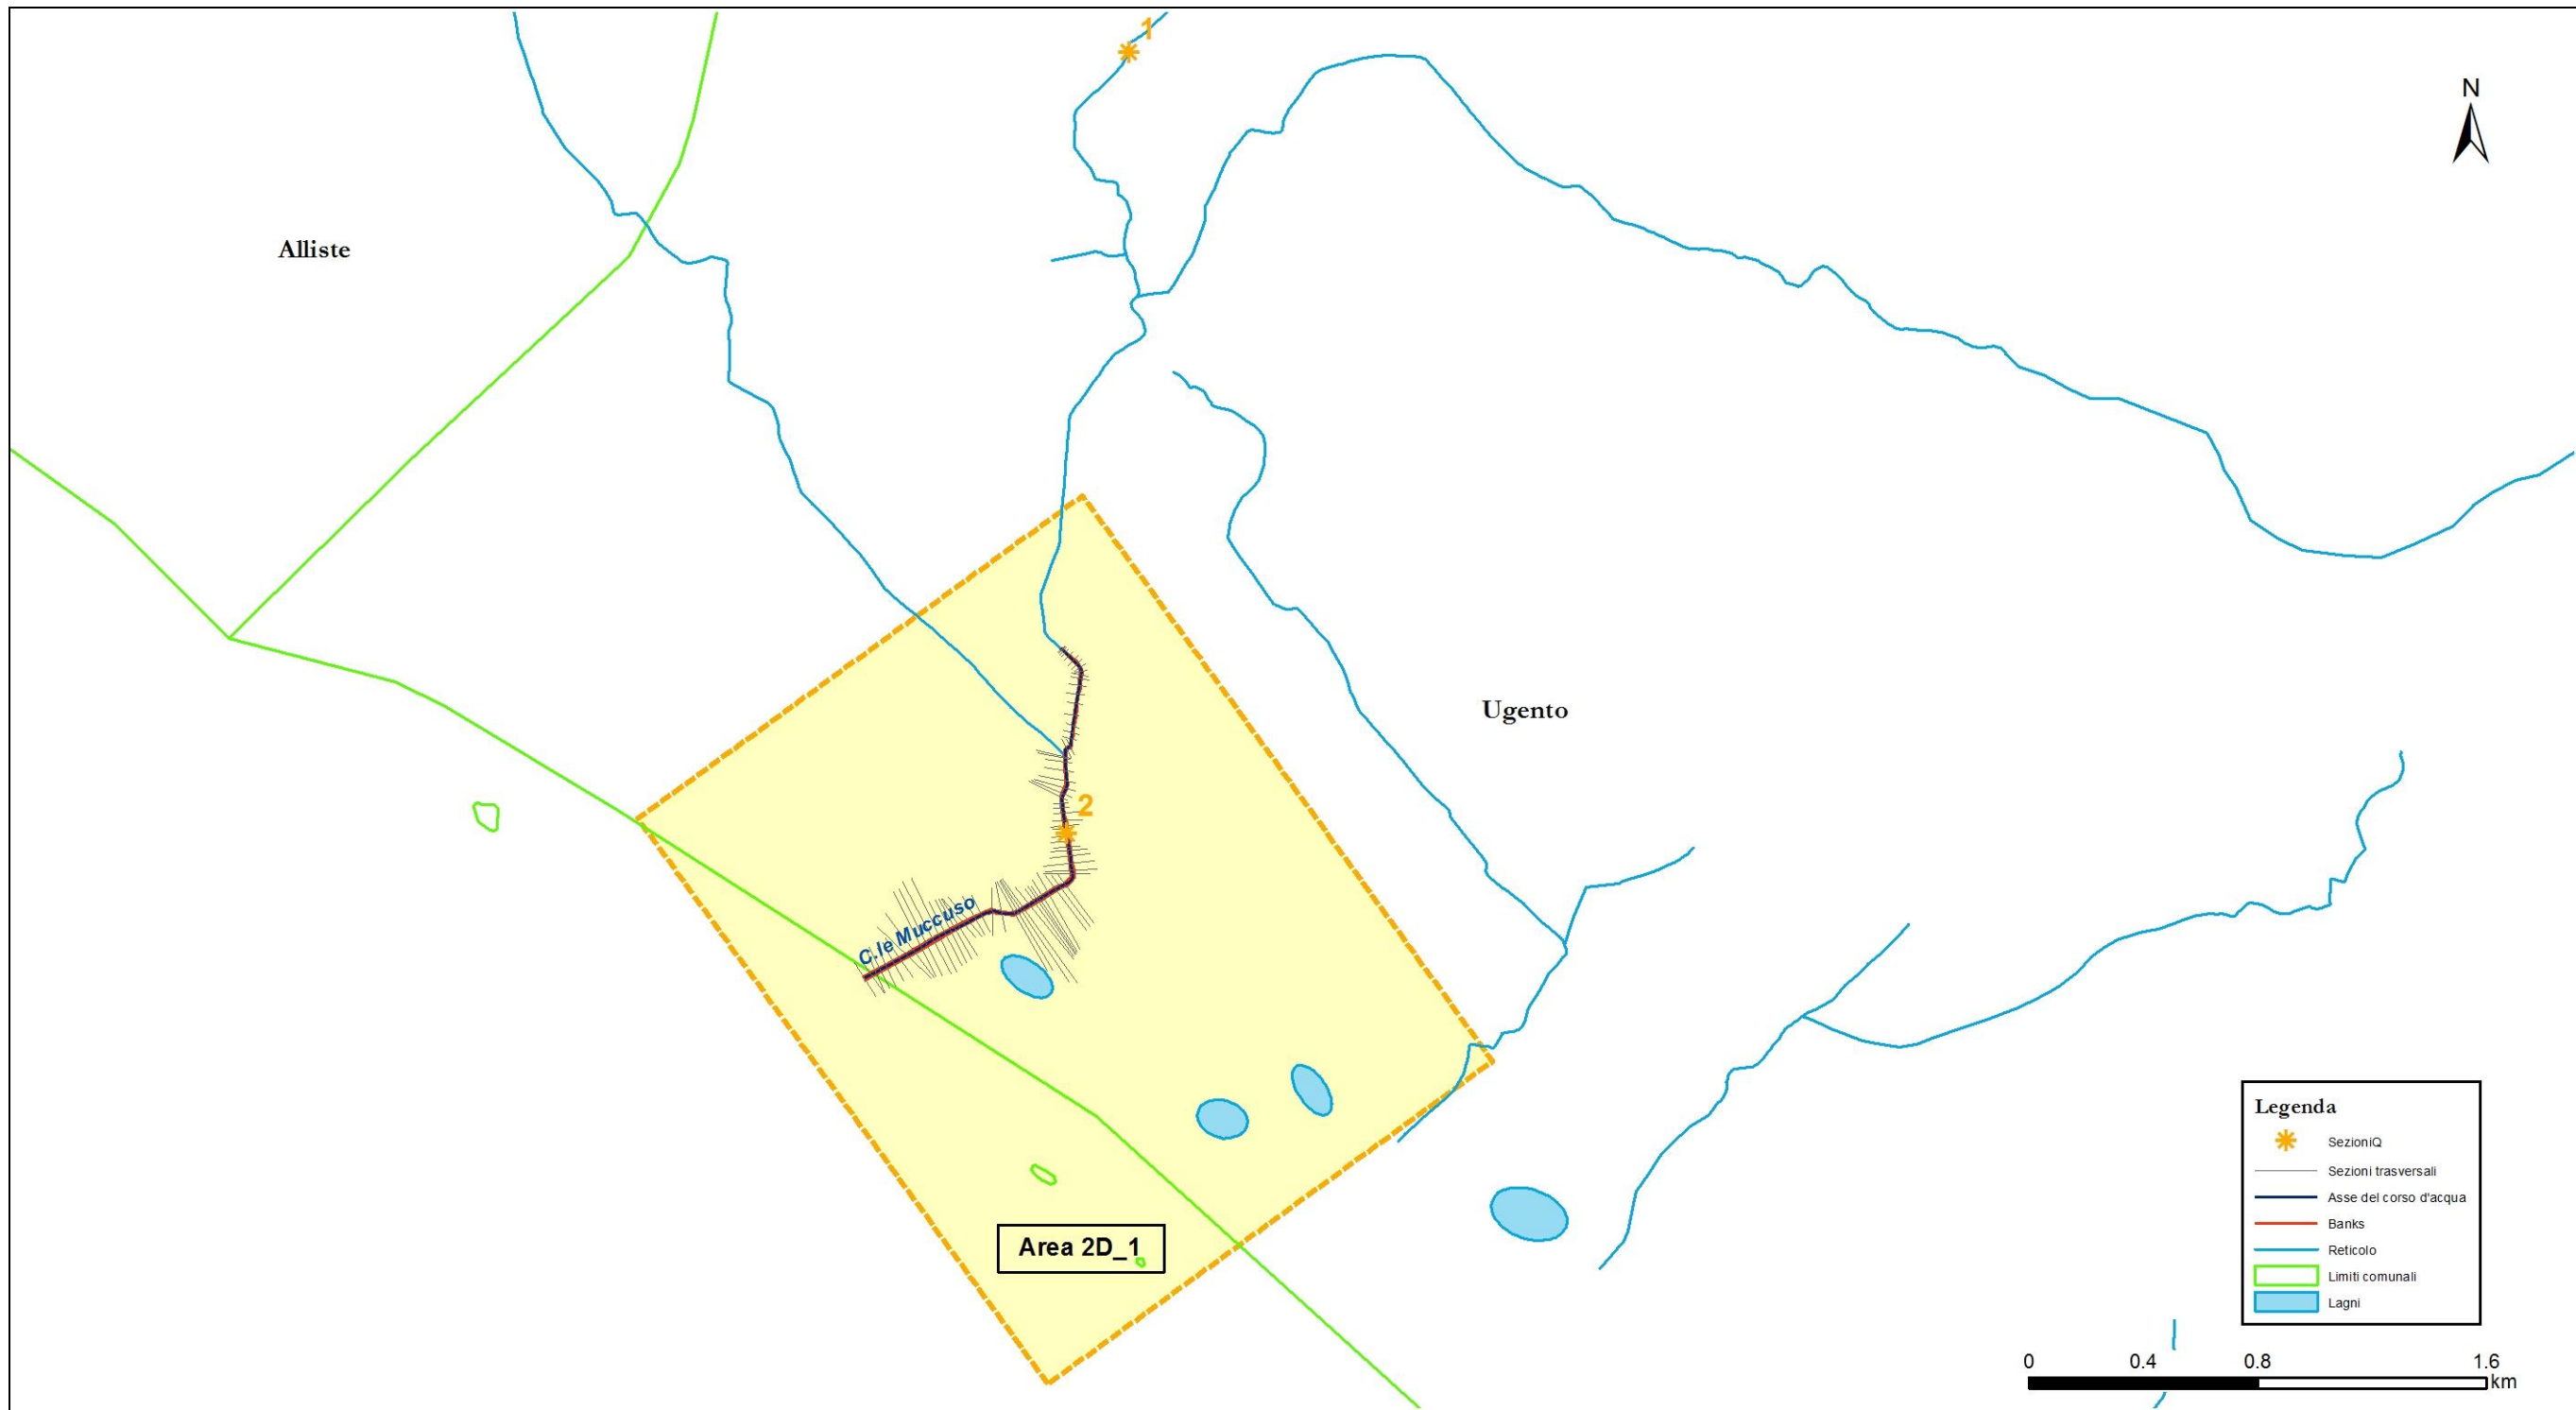 1
N
Alliste
Ugento
2
C.le Muccuso
Area 2D_1
Legenda
SezioniQ
Sezioni trasversali
Asse del corso d'acqua
Banks
Reticolo
Limiti comunali
Lagni
0 0.4 0.8 1.6
km